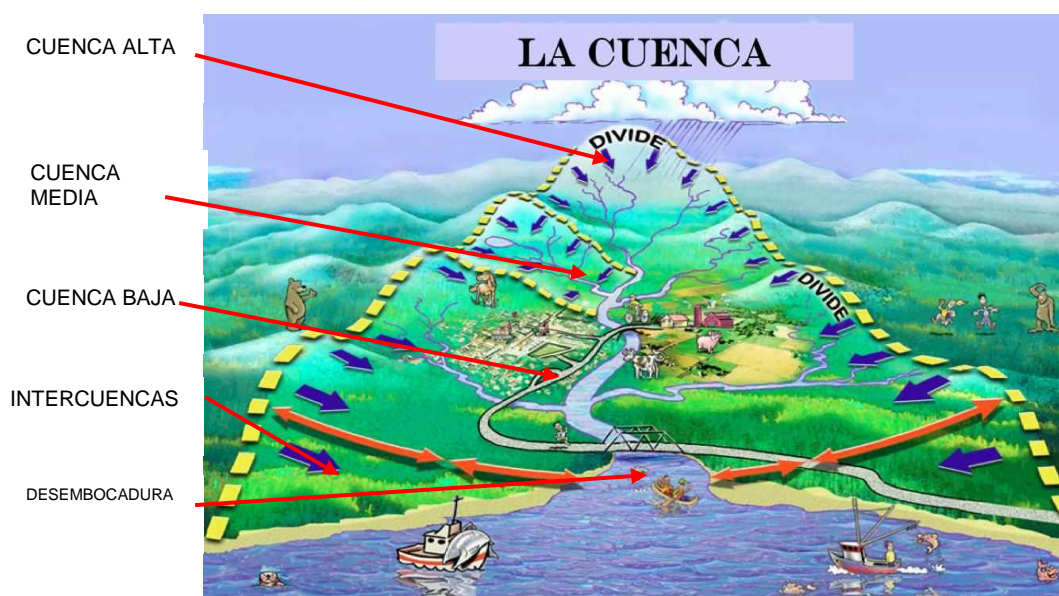 CUENCA ALTA
LA CUENCA
DIVIDE
CUENCA
MEDIA
DIVIDE
CUENCA BAJA
INTERCUENCAS
DESEMBOCADURA